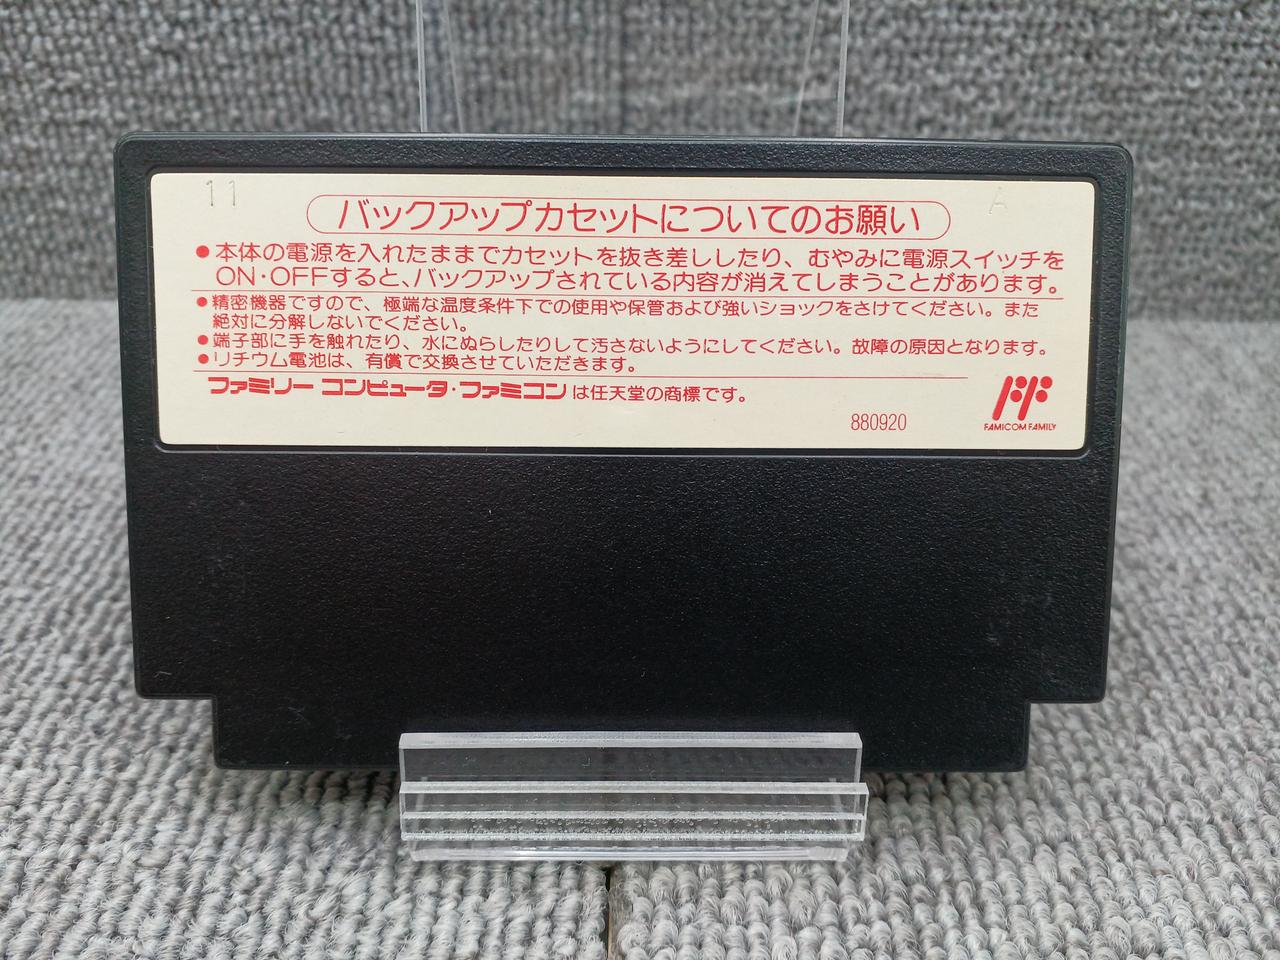 11
A
バックアップカセットについてのお願い
●本体の電源を入れたままでカセットを抜き差ししたり、むやみに電源スイッチを
ON・OFFすると、バックアップされている内容が消えてしまうことがあります。
●精密機器ですので、極端な温度条件下での使用や保管および強いショックをさけてください。また
絶対に分解しないでください。
●端子部に手を触れたり、水にぬらしたりして汚さないようにしてください。故障の原因となります。
●リチウム電池は、有償で交換させていただきます。
ファミリー コンピュータ・ファミコンは任天堂の商標です。
880920
FAMICOM FAMILY